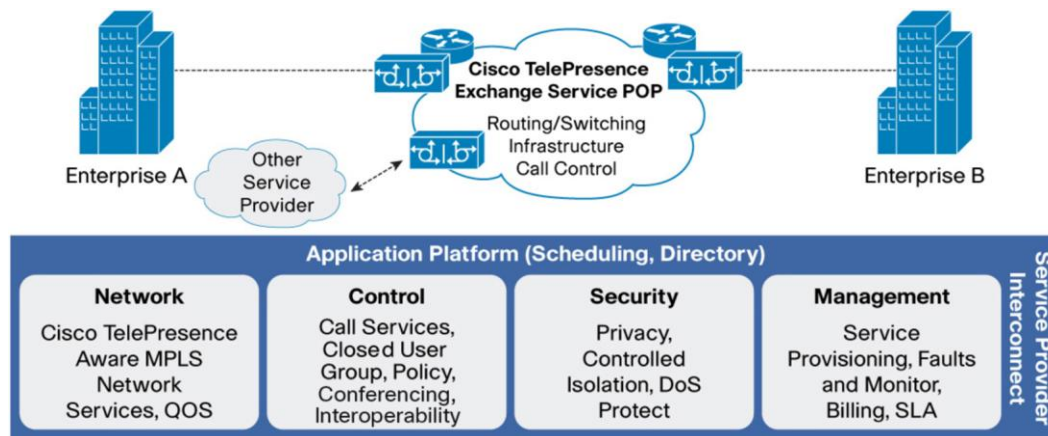 Cisco TelePresence
Exchange Service POP
Routing/Switching
Infrastructure
Call Control
Enterprise A
Other
Service
Provider
Enterprise B
Application Platform (Scheduling, Directory)
Network
Cisco TelePresence
Aware MPLS
Network
Services, QOS
Control
Call Services,
Closed User
Group, Policy,
Conferencing,
Interoperability
Security
Privacy,
Controlled
Isolation, DoS
Protect
Management
Service
Provisioning, Faults
and Monitor,
Billing, SLA
Service Provider
Interconnect